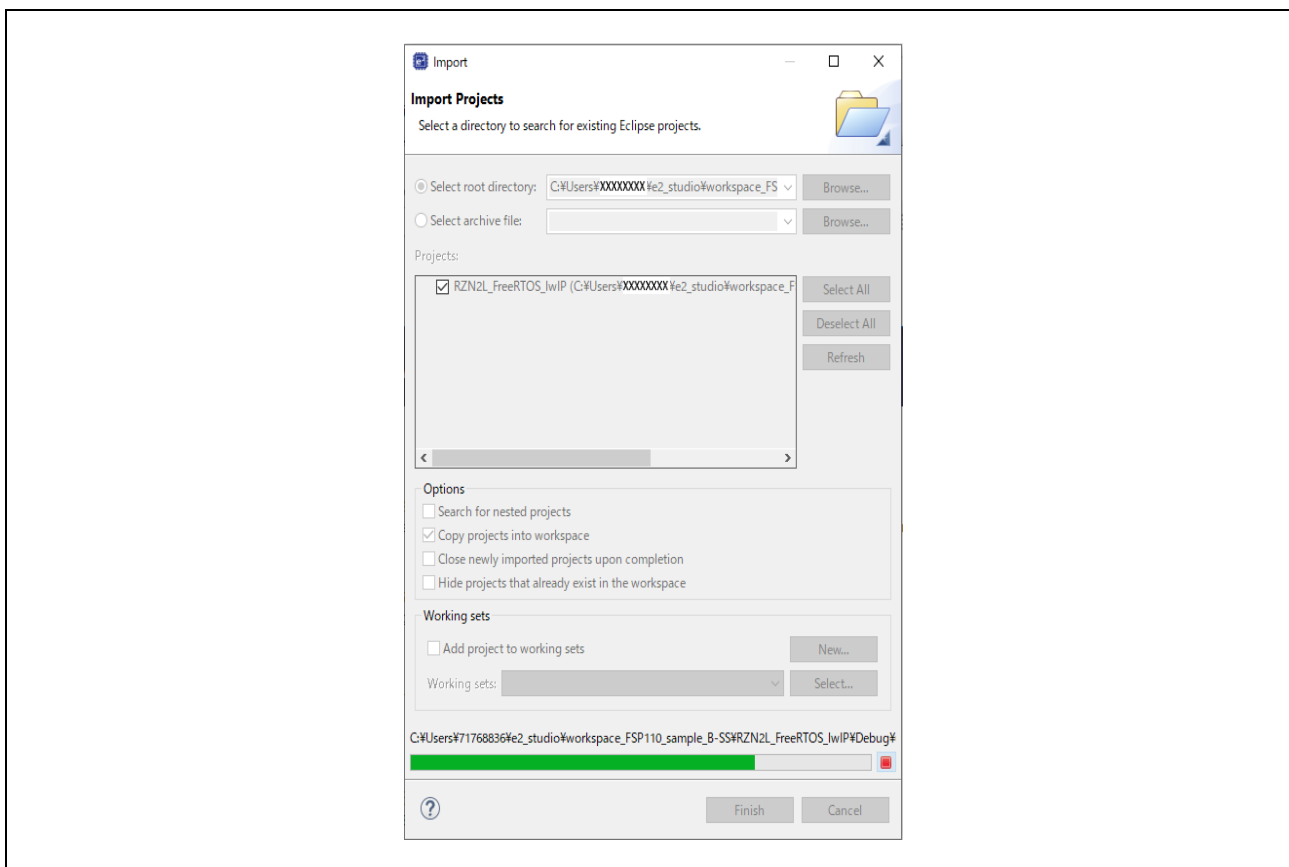 Import
Import Projects
Select a directory to search for existing Eclipse projects.
Select root directory: C:¥Users¥XXXXXXXX¥e2_studio¥workspace_FS Browse...
Select archive file: Browse...
Projects:
RZN2L_FreeRTOS_lwIP (C:¥Users¥XXXXXXXX¥e2_studio¥workspace_F Select All
Deselect All
Refresh
Options
Search for nested projects
Copy projects into workspace
Close newly imported projects upon completion
Hide projects that already exist in the workspace
Working sets
Add project to working sets New...
Working sets: Select...
C:¥Users¥71768836¥e2_studio¥workspace_FSP110_sample_B-SS¥RZN2L_FreeRTOS_lwIP¥Debug¥
? Finish Cancel